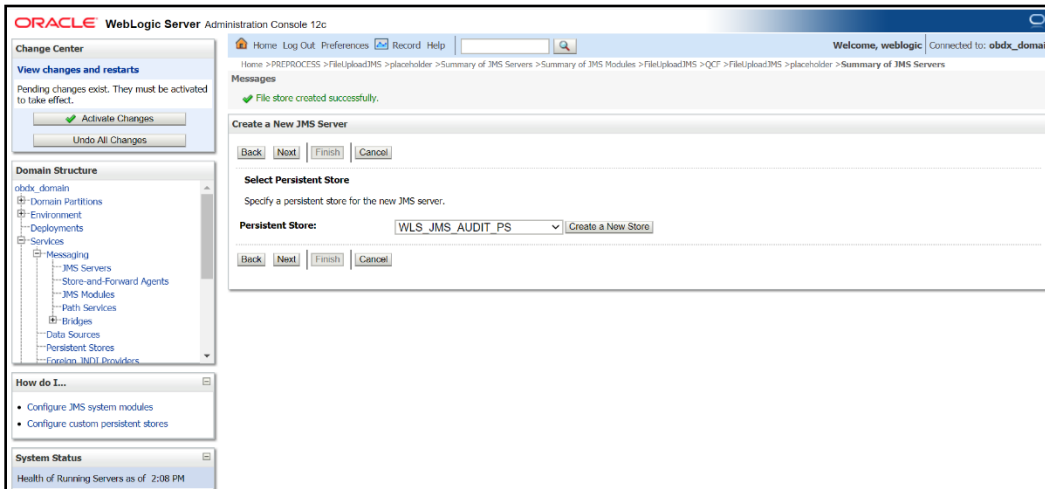 ORACLE WebLogic Server Administration Console 12c
Change Center
View changes and restarts
Pending changes exist. They must be activated
to take effect.
Activate Changes
Undo All Changes
Domain Structure
obdx_domain
Domain Partitions
Environment
Deployments
Services
Messaging
JMS Servers
Store-and-Forward Agents
JMS Modules
Path Services
Bridges
Data Sources
Persistent Stores
Foreign JNDI Providers
How do I...
Configure JMS system modules
Configure custom persistent stores
System Status
Health of Running Servers as of 2:08 PM
Home Log Out Preferences Record Help
Welcome, weblogic Connected to: obdx_domai
Home >PREPROCESS >FileUploadJMS >placeholder >Summary of JMS Servers >Summary of JMS Modules >FileUploadJMS >QCF >FileUploadJMS >placeholder >Summary of JMS Servers
Messages
File store created successfully.
Create a New JMS Server
Back Next Finish Cancel
Select Persistent Store
Specify a persistent store for the new JMS server.
Persistent Store: WLS_JMS_AUDIT_PS Create a New Store
Back Next Finish Cancel